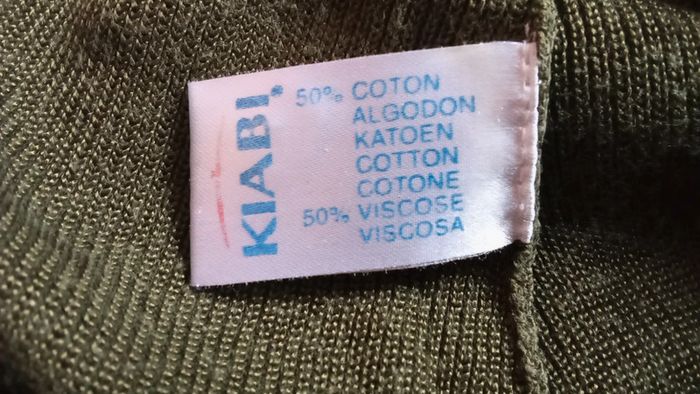 KIABI.
50% COTON
ALGODON
KATOEN
COTTON
COTONE
50% VISCOSE
VISCOSA